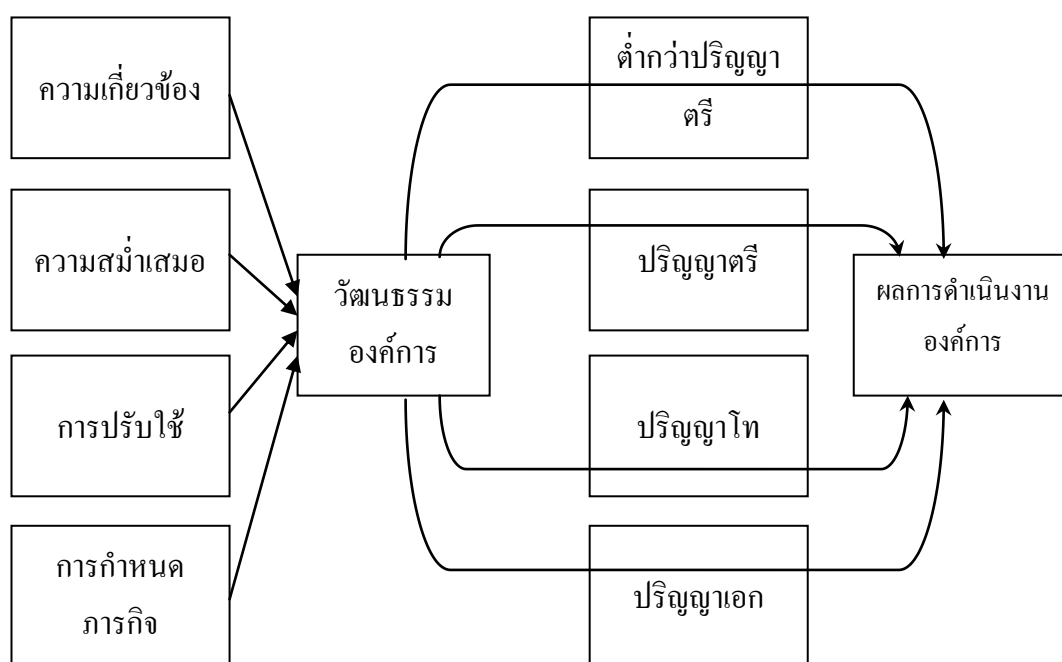 ความเกี่ยวข้อง
ความสม่ำเสมอ
การปรับใช้
การกำหนด
ภารกิจ
วัฒนธรรม
องค์การ
ต่ำกว่าปริญญา
ตรี
ปริญญาตรี
ปริญญาโท
ปริญญาเอก
ผลการดำเนินงาน
องค์การ